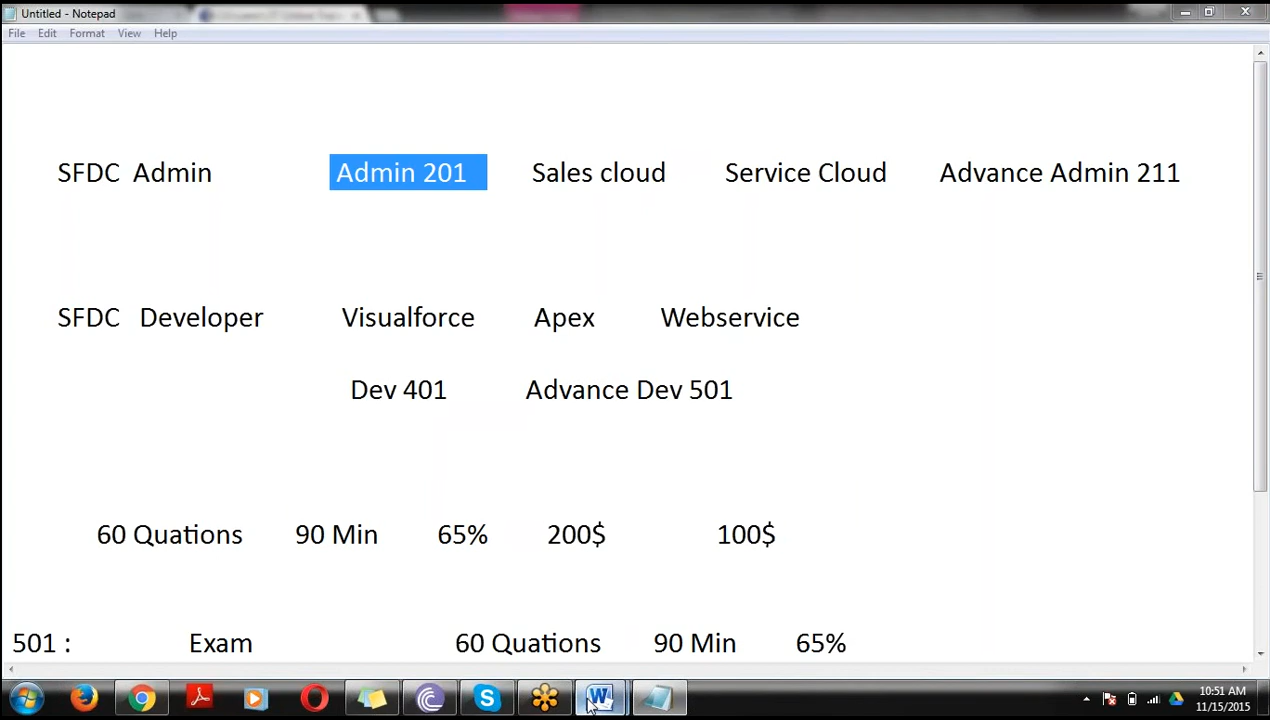 Untitled - Notepad
File Edit Format View Help
SFDC Admin Admin 201 Sales cloud Service Cloud Advance Admin 211
SFDC Developer Visualforce Apex Webservice
Dev 401 Advance Dev 501
60 Quations 90 Min 65% 200$ 100$
501 : Exam 60 Quations 90 Min 65%
10:51 AM
11/15/2015